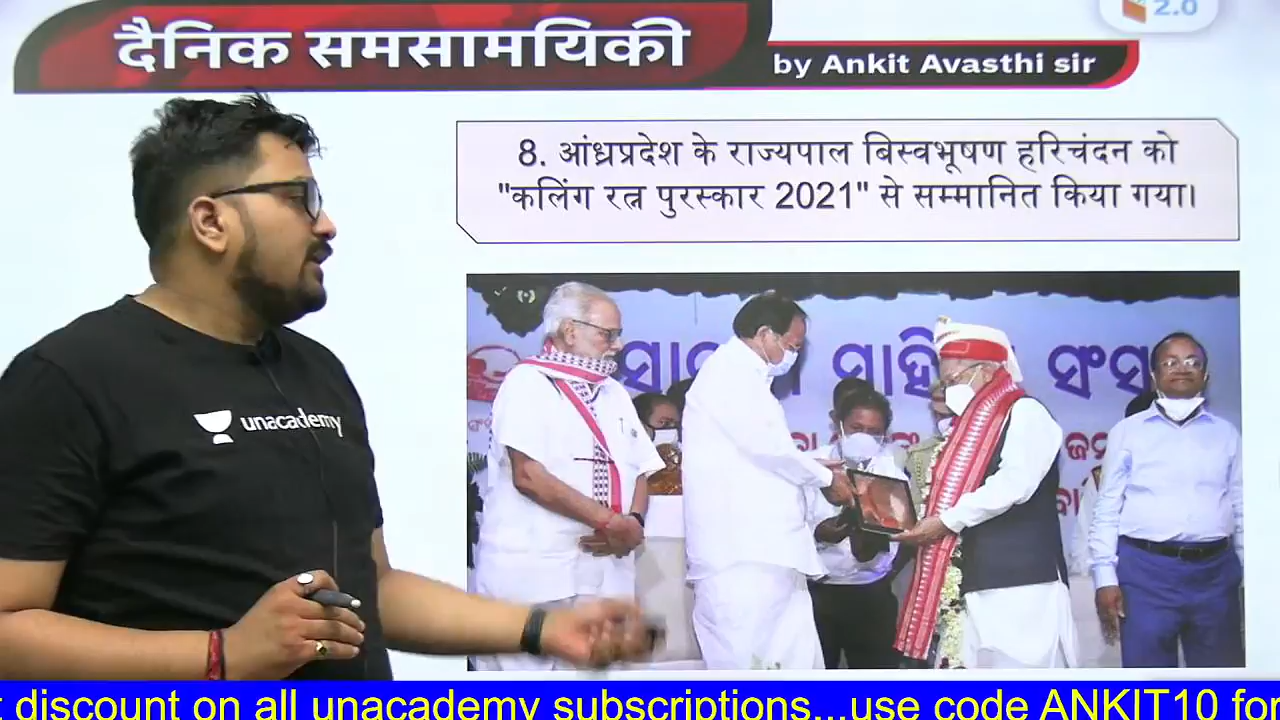 दैनिक समसामयिकी
by Ankit Avasthi sir
2.0
8. आंध्रप्रदेश के राज्यपाल बिस्वभूषण हरिचंदन को
"कलिंग रत्न पुरस्कार 2021" से सम्मानित किया गया।
unacademy
discount on all unacademy subscriptions...use code ANKIT10 for